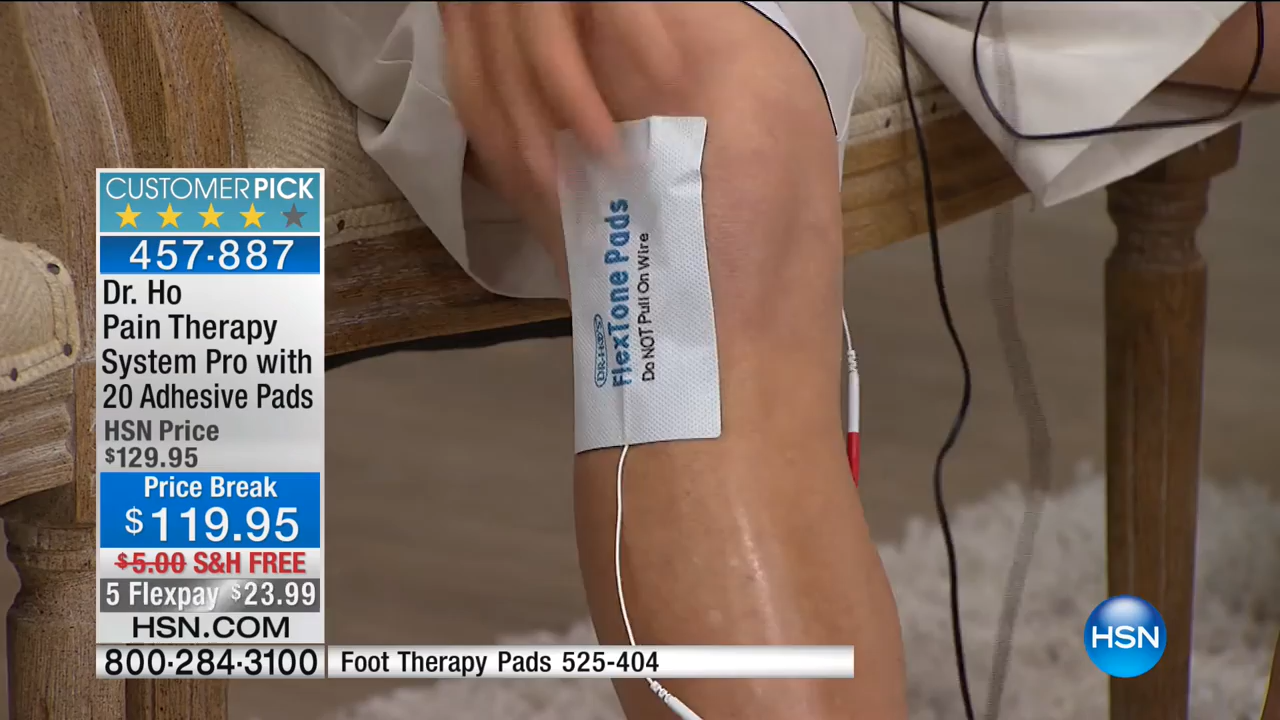 CUSTOMER PICK
457·887
Dr. Ho
Pain Therapy
System Pro with
20 Adhesive Pads
HSN Price
$129.95
Price Break
$119.95
$5.00 S&H FREE
5 Flexpay $23.99
HSN.COM
800·284·3100
Foot Therapy Pads 525-404
DR-HO'S
FlexTone Pads
Do NOT Pull On Wire
HSN